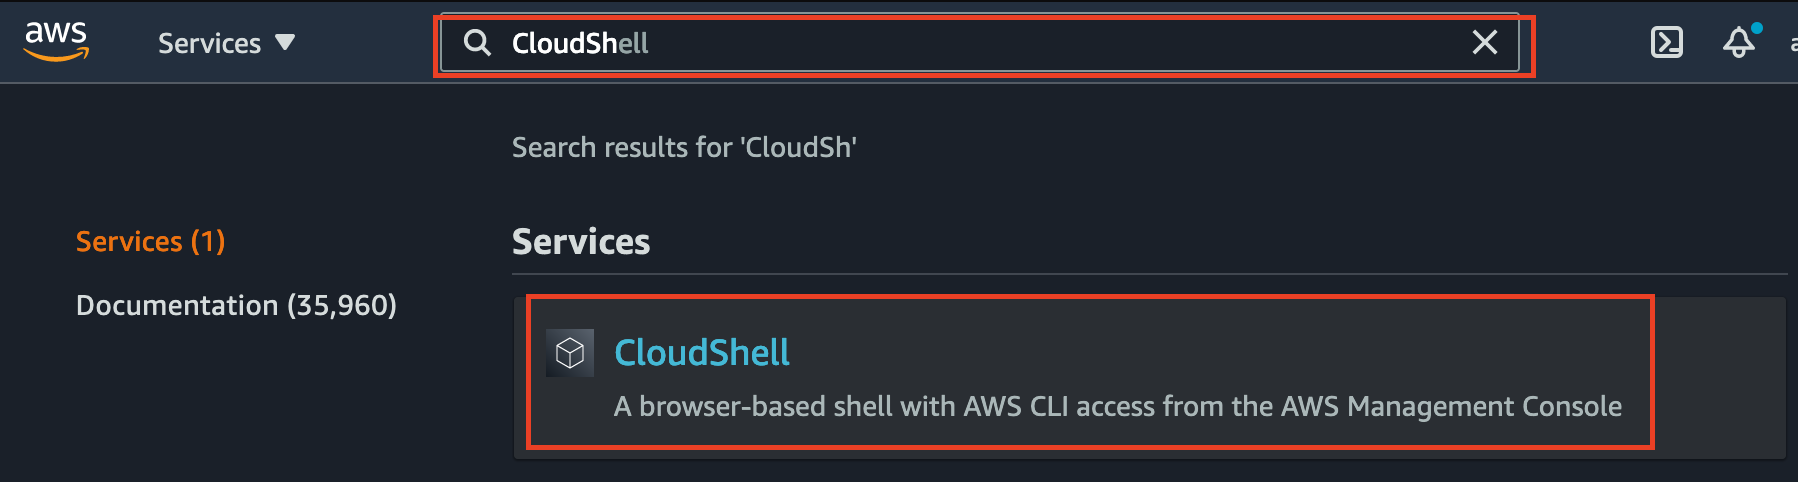 aws
Services
CloudShell
Search results for 'CloudSh'
Services (1)
Documentation (35,960)
Services
CloudShell
A browser-based shell with AWS CLI access from the AWS Management Console